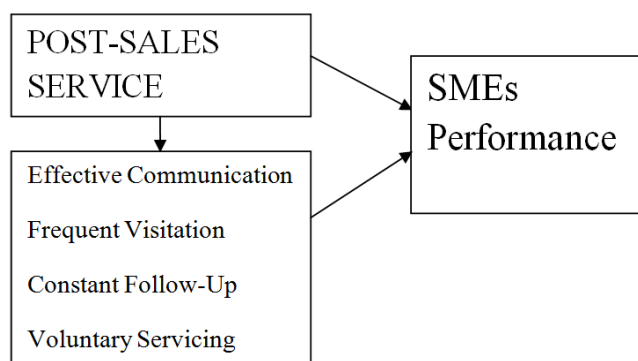 POST-SALES
SERVICE
SMEs
Performance
Effective Communication
Frequent Visitation
Constant Follow-Up
Voluntary Servicing